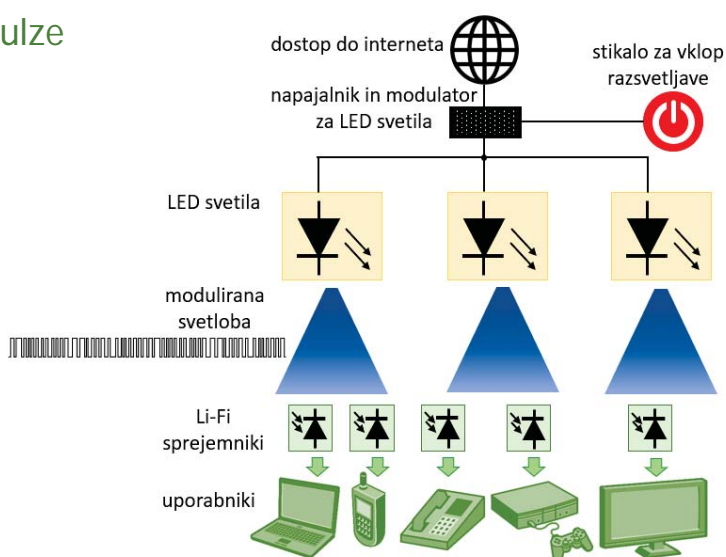 ulze
dostop do interneta
stikalo za vklop
razsvetljave
napajalnik in modulator
za LED svetila
LED svetila
modulirana
svetloba
Li-Fi
sprejemniki
uporabniki